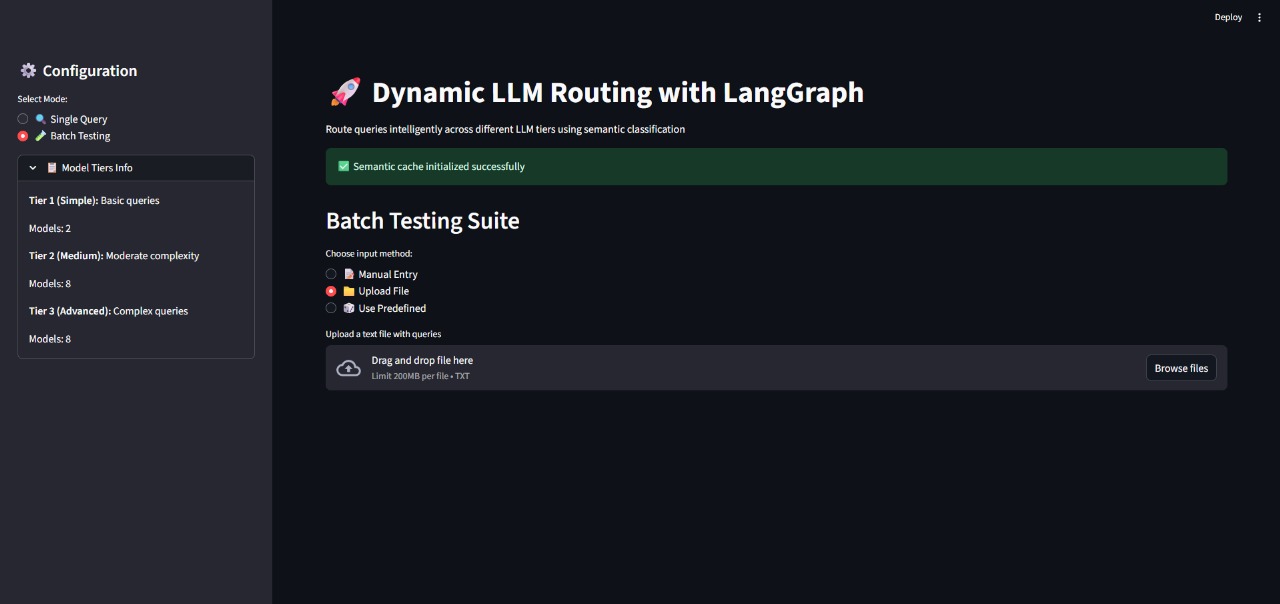 Deploy
Configuration
Select Mode:
Single Query
Batch Testing
Model Tiers Info
Tier 1 (Simple): Basic queries
Models: 2
Tier 2 (Medium): Moderate complexity
Models: 8
Tier 3 (Advanced): Complex queries
Models: 8
Dynamic LLM Routing with LangGraph
Route queries intelligently across different LLM tiers using semantic classification
Semantic cache initialized successfully
Batch Testing Suite
Choose input method:
Manual Entry
Upload File
Use Predefined
Upload a text file with queries
Drag and drop file here
Limit 200MB per file • TXT
Browse files